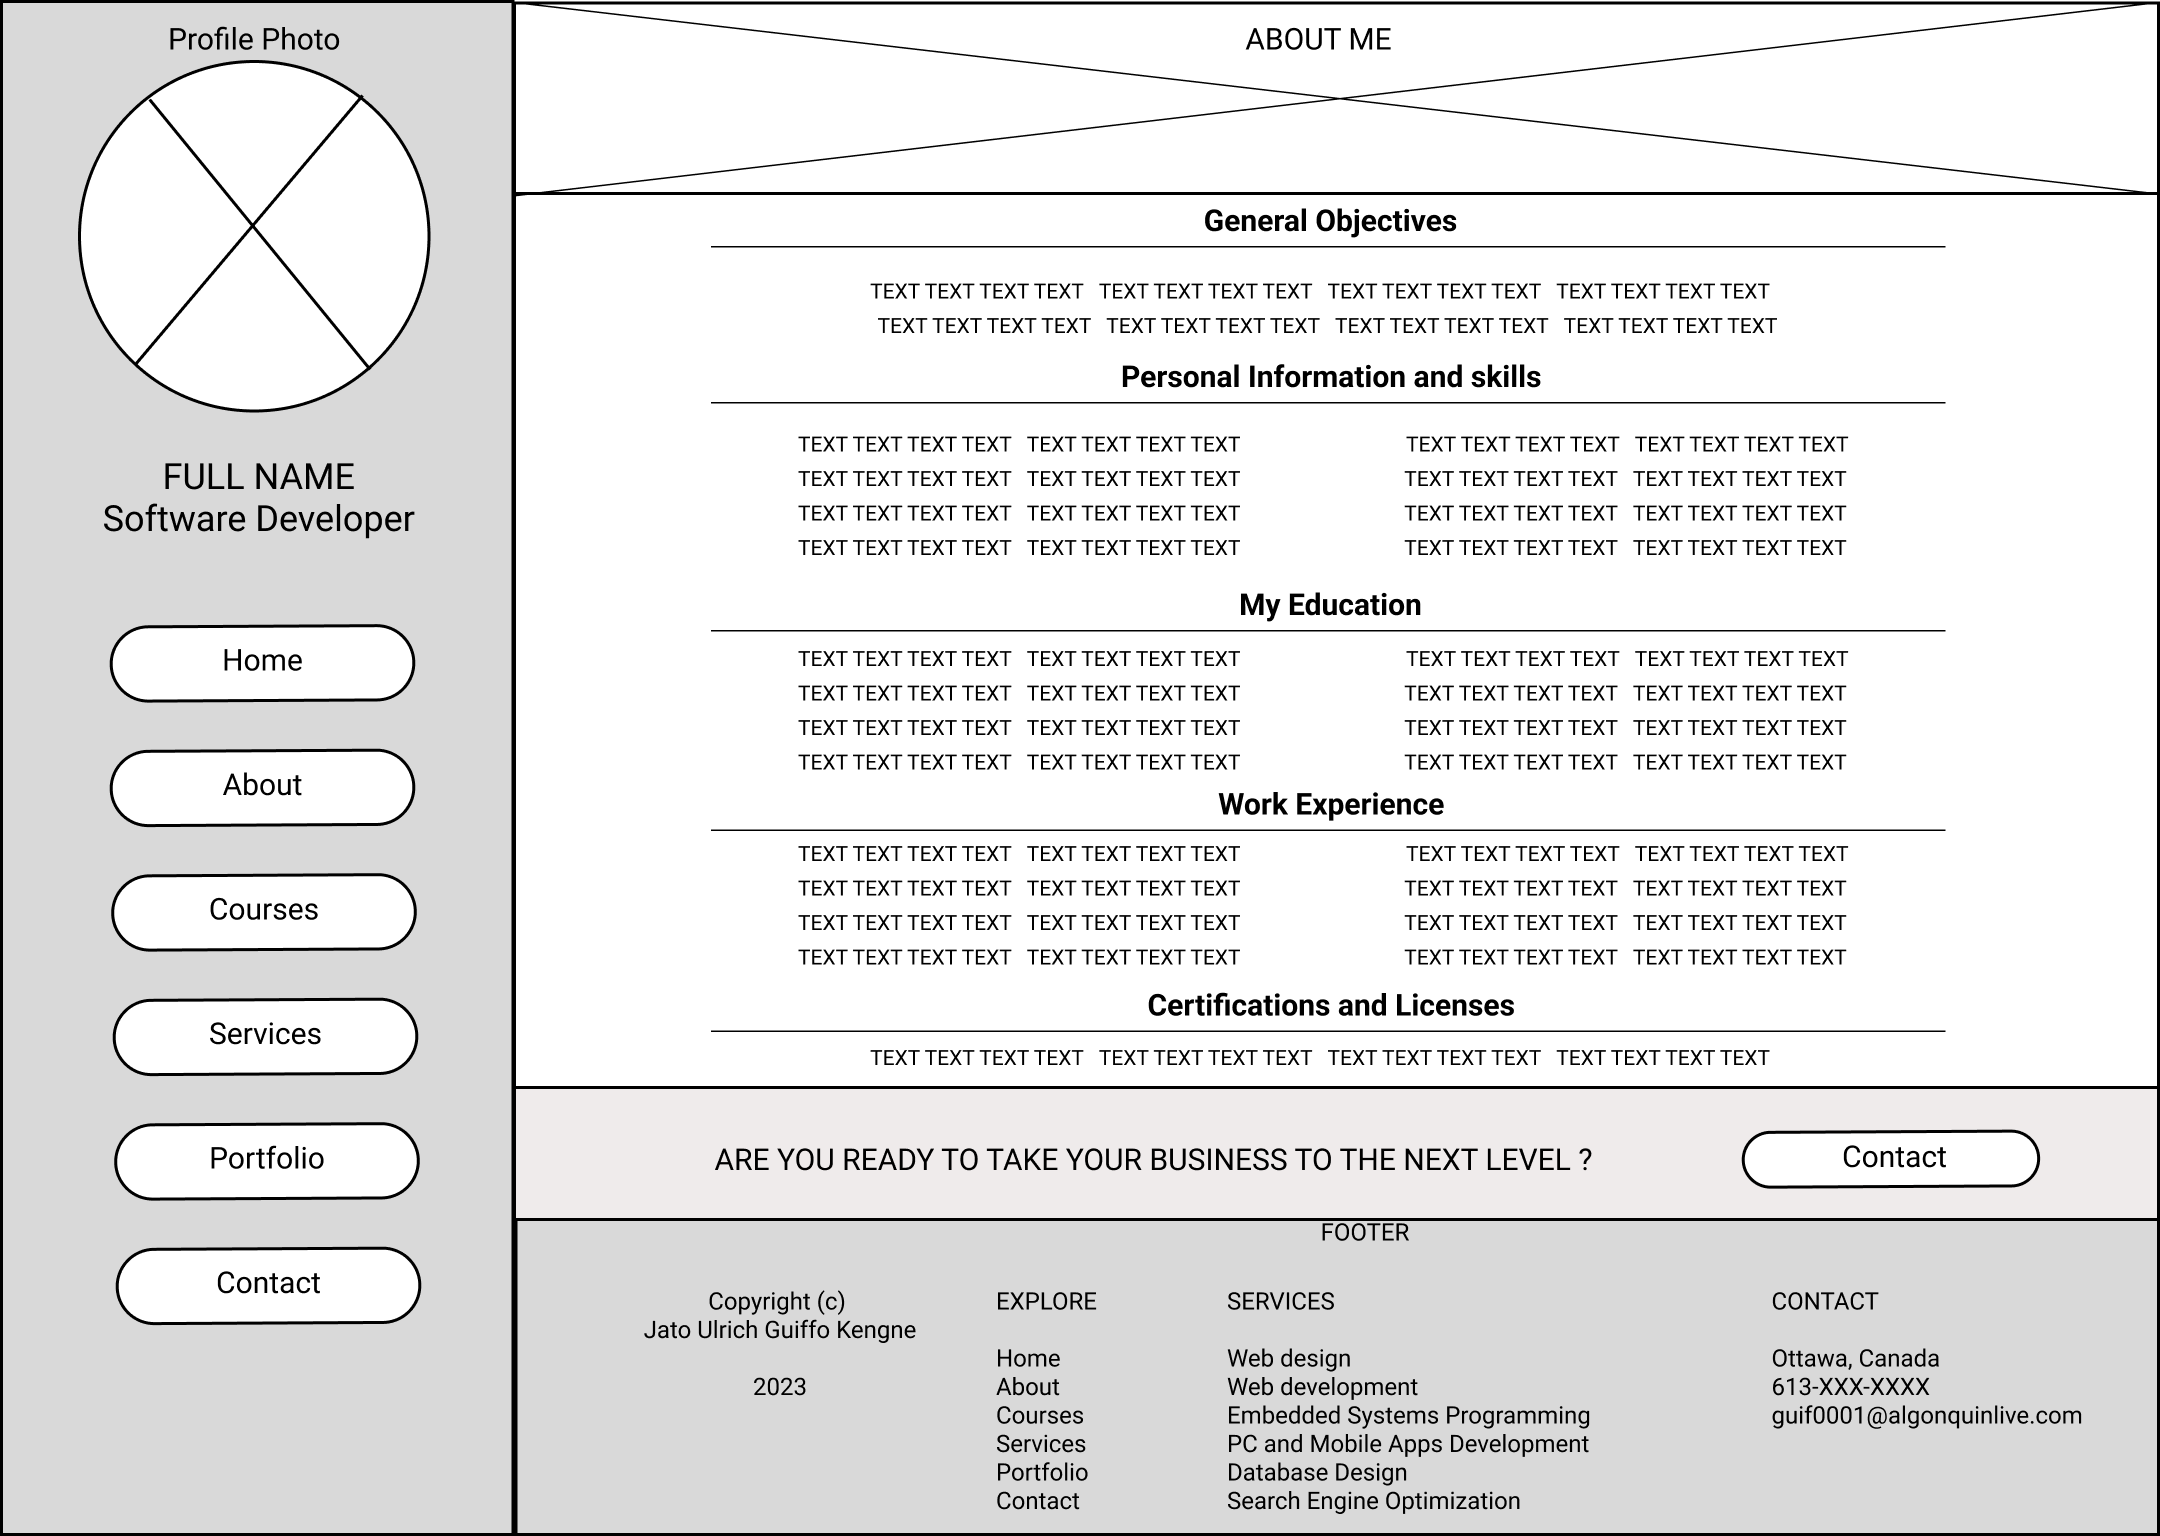 Profile Photo
FULL NAME
Software Developer
Home
About
Courses
Services
Portfolio
Contact
ABOUT ME
General Objectives
TEXT TEXT TEXT TEXT TEXT TEXT TEXT TEXT TEXT TEXT TEXT TEXT TEXT TEXT TEXT TEXT
TEXT TEXT TEXT TEXT TEXT TEXT TEXT TEXT TEXT TEXT TEXT TEXT TEXT TEXT TEXT TEXT
Personal Information and skills
TEXT TEXT TEXT TEXT TEXT TEXT TEXT TEXT
TEXT TEXT TEXT TEXT TEXT TEXT TEXT TEXT
TEXT TEXT TEXT TEXT TEXT TEXT TEXT TEXT
TEXT TEXT TEXT TEXT TEXT TEXT TEXT TEXT
TEXT TEXT TEXT TEXT TEXT TEXT TEXT TEXT
TEXT TEXT TEXT TEXT TEXT TEXT TEXT TEXT
TEXT TEXT TEXT TEXT TEXT TEXT TEXT TEXT
TEXT TEXT TEXT TEXT TEXT TEXT TEXT TEXT
My Education
TEXT TEXT TEXT TEXT TEXT TEXT TEXT TEXT
TEXT TEXT TEXT TEXT TEXT TEXT TEXT TEXT
TEXT TEXT TEXT TEXT TEXT TEXT TEXT TEXT
TEXT TEXT TEXT TEXT TEXT TEXT TEXT TEXT
TEXT TEXT TEXT TEXT TEXT TEXT TEXT TEXT
TEXT TEXT TEXT TEXT TEXT TEXT TEXT TEXT
TEXT TEXT TEXT TEXT TEXT TEXT TEXT TEXT
TEXT TEXT TEXT TEXT TEXT TEXT TEXT TEXT
Work Experience
TEXT TEXT TEXT TEXT TEXT TEXT TEXT TEXT
TEXT TEXT TEXT TEXT TEXT TEXT TEXT TEXT
TEXT TEXT TEXT TEXT TEXT TEXT TEXT TEXT
TEXT TEXT TEXT TEXT TEXT TEXT TEXT TEXT
TEXT TEXT TEXT TEXT TEXT TEXT TEXT TEXT
TEXT TEXT TEXT TEXT TEXT TEXT TEXT TEXT
TEXT TEXT TEXT TEXT TEXT TEXT TEXT TEXT
TEXT TEXT TEXT TEXT TEXT TEXT TEXT TEXT
Certifications and Licenses
TEXT TEXT TEXT TEXT TEXT TEXT TEXT TEXT TEXT TEXT TEXT TEXT TEXT TEXT TEXT TEXT
ARE YOU READY TO TAKE YOUR BUSINESS TO THE NEXT LEVEL ?
Contact
FOOTER
Copyright (c)
Jato Ulrich Guiffo Kengne
2023
EXPLORE
Home
About
Courses
Services
Portfolio
Contact
SERVICES
Web design
Web development
Embedded Systems Programming
PC and Mobile Apps Development
Database Design
Search Engine Optimization
CONTACT
Ottawa, Canada
613-XXX-XXXX
guif0001@algonquinlive.com